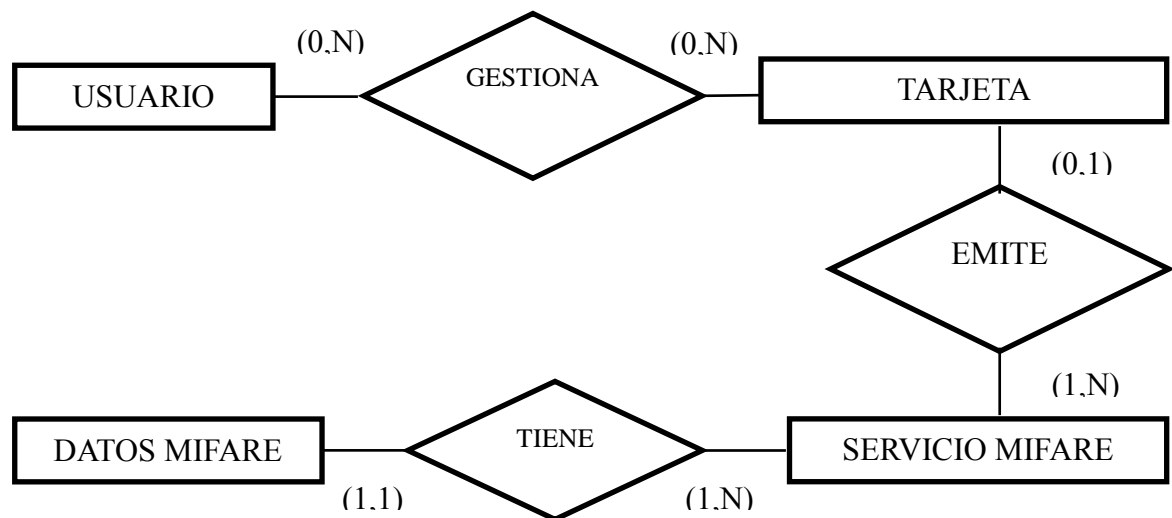 (0,N)
(0,N)
USUARIO
GESTIONA
TARJETA
(0,1)
EMITE
(1,N)
DATOS MIFARE
TIENE
SERVICIO MIFARE
(1,1)
(1,N)